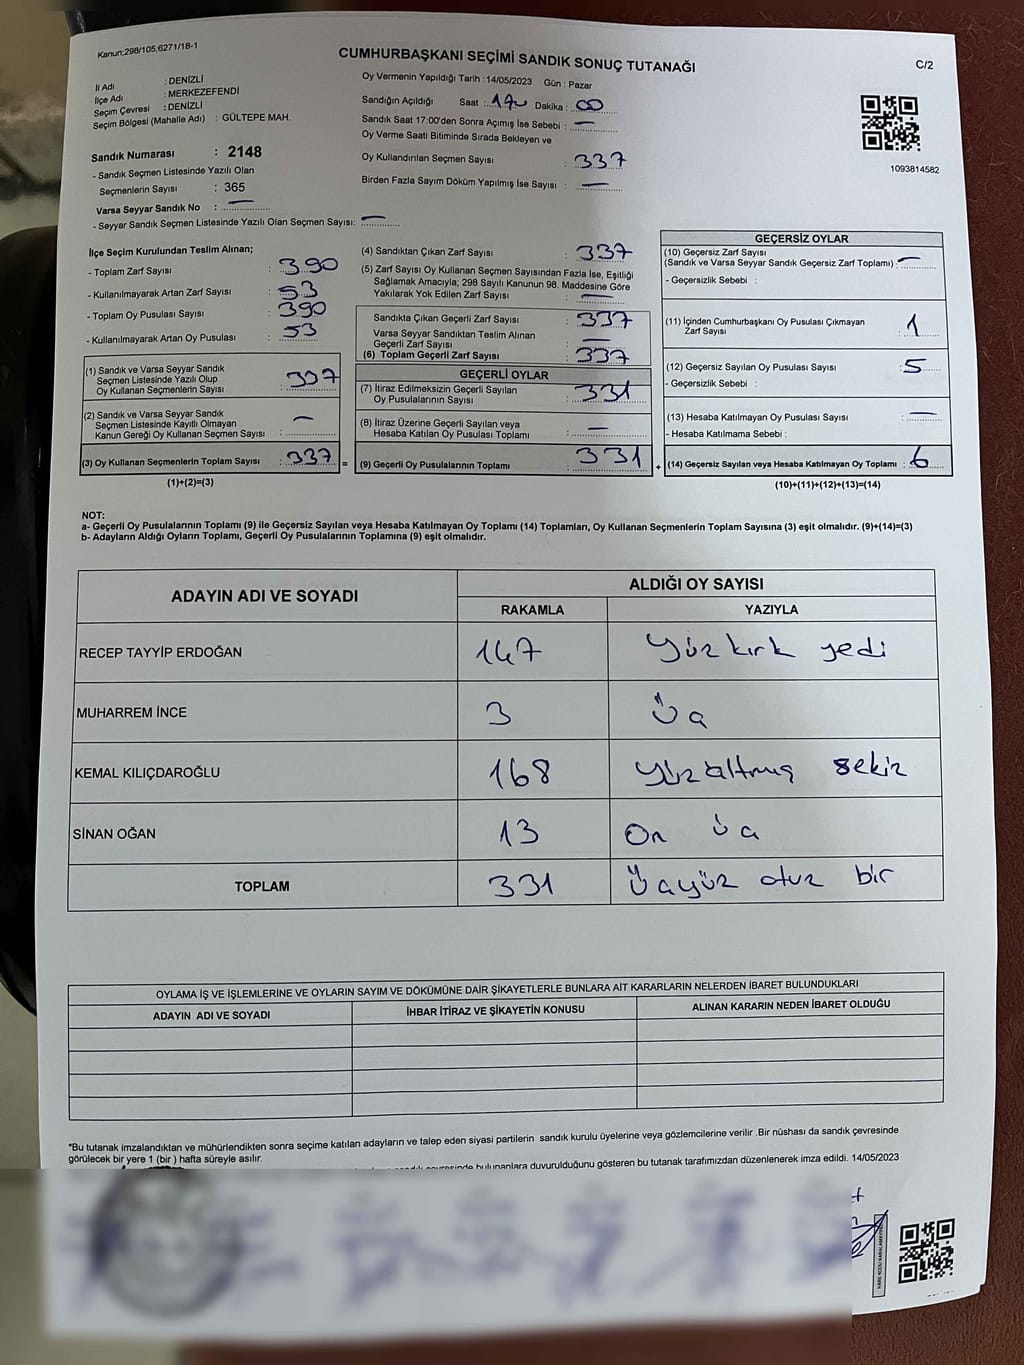 Kanun:298/105;6271/18-1
CUMHURBAŞKANI SEÇİMİ SANDIK SONUÇ TUTANAĞI
C/2
İl Adı : DENİZLİ
İlçe Adı : MERKEZEFENDİ
Seçim Çevresi : DENİZLİ
Seçim Bölgesi (Mahalle Adı) : GÜLTEPE MAH.
Sandık Numarası : 2148
- Sandık Seçmen Listesinde Yazılı Olan
Seçmenlerin Sayısı : 365
Varsa Seyyar Sandık No : —
- Seyyar Sandık Seçmen Listesinde Yazılı Olan Seçmen Sayısı: —
Oy Vermenin Yapıldığı Tarih :14/05/2023 Gün : Pazar
Sandığın Açıldığı Saat : Dakika : 00
Sandık Saat 17:00'den Sonra Açımış İse Sebebi : —
Oy Verme Saati Bitiminde Sırada Bekleyen ve
Oy Kullandırılan Seçmen Sayısı : 337
Birden Fazla Sayım Döküm Yapılmış İse Sayısı : —
1093814582
İlçe Seçim Kurulundan Teslim Alınan;
- Toplam Zarf Sayısı : 390
- Kullanılmayarak Artan Zarf Sayısı : 53
- Toplam Oy Pusulası Sayısı : 390
- Kullanılmayarak Artan Oy Pusulası : 53
(1) Sandık ve Varsa Seyyar Sandık
Seçmen Listesinde Yazılı Olup
Oy Kullanan Seçmenlerin Sayısı : 337
(2) Sandık ve Varsa Seyyar Sandık
Seçmen Listesinde Kayıtlı Olmayan
Kanun Gereği Oy Kullanan Seçmen Sayısı : —
(3) Oy Kullanan Seçmenlerin Toplam Sayısı : 337 =
(1)+(2)=(3)
(4) Sandıktan Çıkan Zarf Sayısı : 337
(5) Zarf Sayısı Oy Kullanan Seçmen Sayısından Fazla İse, Eşitliği
Sağlamak Amacıyla; 298 Sayılı Kanunun 98. Maddesine Göre
Yakılarak Yok Edilen Zarf Sayısı : —
Sandıkta Çıkan Geçerli Zarf Sayısı : 337
Varsa Seyyar Sandıktan Teslim Alınan
Geçerli Zarf Sayısı : —
(6) Toplam Geçerli Zarf Sayısı : 337
GEÇERLİ OYLAR
(7) İtiraz Edilmeksizin Geçerli Sayılan
Oy Pusulalarının Sayısı : 331
(8) İtiraz Üzerine Geçerli Sayılan veya
Hesaba Katılan Oy Pusulası Toplamı : —
(9) Geçerli Oy Pusulalarının Toplamı : 331 +
GEÇERSİZ OYLAR
(10) Geçersiz Zarf Sayısı
(Sandık ve Varsa Seyyar Sandık Geçersiz Zarf Toplamı) : —
- Geçersizlik Sebebi :
(11) İçinden Cumhurbaşkanı Oy Pusulası Çıkmayan
Zarf Sayısı : 1
(12) Geçersiz Sayılan Oy Pusulası Sayısı : 5
- Geçersizlik Sebebi :
(13) Hesaba Katılmayan Oy Pusulası Sayısı : —
- Hesaba Katılmama Sebebi :
(14) Geçersiz Sayılan veya Hesaba Katılmayan Oy Toplamı : 6
(10)+(11)+(12)+(13)=(14)
NOT:
a- Geçerli Oy Pusulalarının Toplamı (9) ile Geçersiz Sayılan veya Hesaba Katılmayan Oy Toplamı (14) Toplamları, Oy Kullanan Seçmenlerin Toplam Sayısına (3) eşit olmalıdır. (9)+(14)=(3)
b- Adayların Aldığı Oyların Toplamı, Geçerli Oy Pusulalarının Toplamına (9) eşit olmalıdır.
ADAYIN ADI VE SOYADI ALDIĞI OY SAYISI
RAKAMLA YAZIYLA
RECEP TAYYİP ERDOĞAN 147 Yüz kırk yedi
MUHARREM İNCE 3 Üç
KEMAL KILIÇDAROĞLU 168 Yüz altmış sekiz
SİNAN OĞAN 13 On üç
TOPLAM 331 Üçyüz otuz bir
OYLAMA İŞ VE İŞLEMLERİNE VE OYLARIN SAYIM VE DÖKÜMÜNE DAİR ŞİKAYETLERLE BUNLARA AİT KARARLARIN NELERDEN İBARET BULUNDUKLARI
ADAYIN ADI VE SOYADI İHBAR İTİRAZ VE ŞİKAYETİN KONUSU ALINAN KARARIN NEDEN İBARET OLDUĞU
*Bu tutanak imzalandıktan ve mühürlendikten sonra seçime katılan adayların ve talep eden siyasi partilerin sandık kurulu üyelerine veya gözlemcilerine verilir .Bir nüshası da sandık çevresinde
görülecek bir yere 1 (bir ) hafta süreyle asılır.
bulunanlara duyurulduğunu gösteren bu tutanak tarafımızdan düzenlenerek imza edildi. 14/05/2023